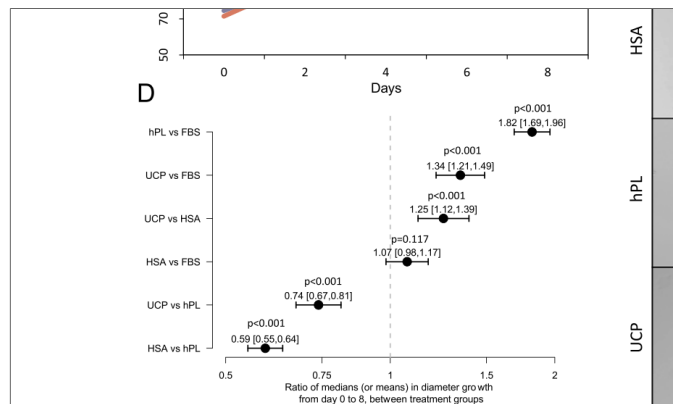 70
50
0 2 4 6 8
Days
HSA
hPL
UCP
D
p<0.001
hPL vs FBS 1.82 [1.69,1.96]
p<0.001
UCP vs FBS 1.34 [1.21,1.49]
p<0.001
UCP vs HSA 1.25 [1.12,1.39]
p=0.117
HSA vs FBS 1.07 [0.98,1.17]
p<0.001
UCP vs hPL 0.74 [0.67,0.81]
p<0.001
HSA vs hPL 0.59 [0.55,0.64]
0.5 0.75 1 1.5 2
Ratio of medians (or means) in diameter growth
from day 0 to 8, between treatment groups